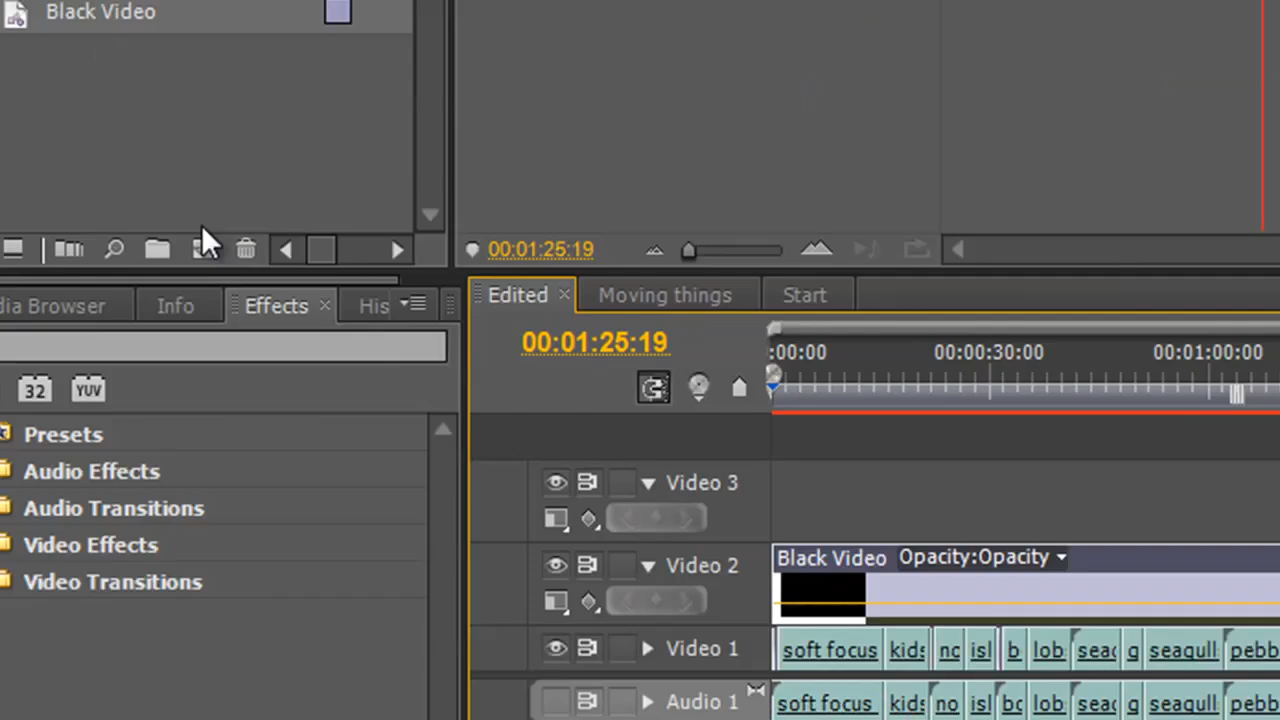 Black Video
00:01:25:19
dia Browser
Info
Effects
His
Edited
Moving things
Start
00:01:25:19
:00:00
00:00:30:00
00:01:00:00
32
YUV
Presets
Audio Effects
Audio Transitions
Video Effects
Video Transitions
Video 3
Video 2
Black Video Opacity:Opacity
Video 1
soft focus kids nc isl b lob seac g seagull pebb
Audio 1
soft focus kids no isl bc lob seac g seagull pebb